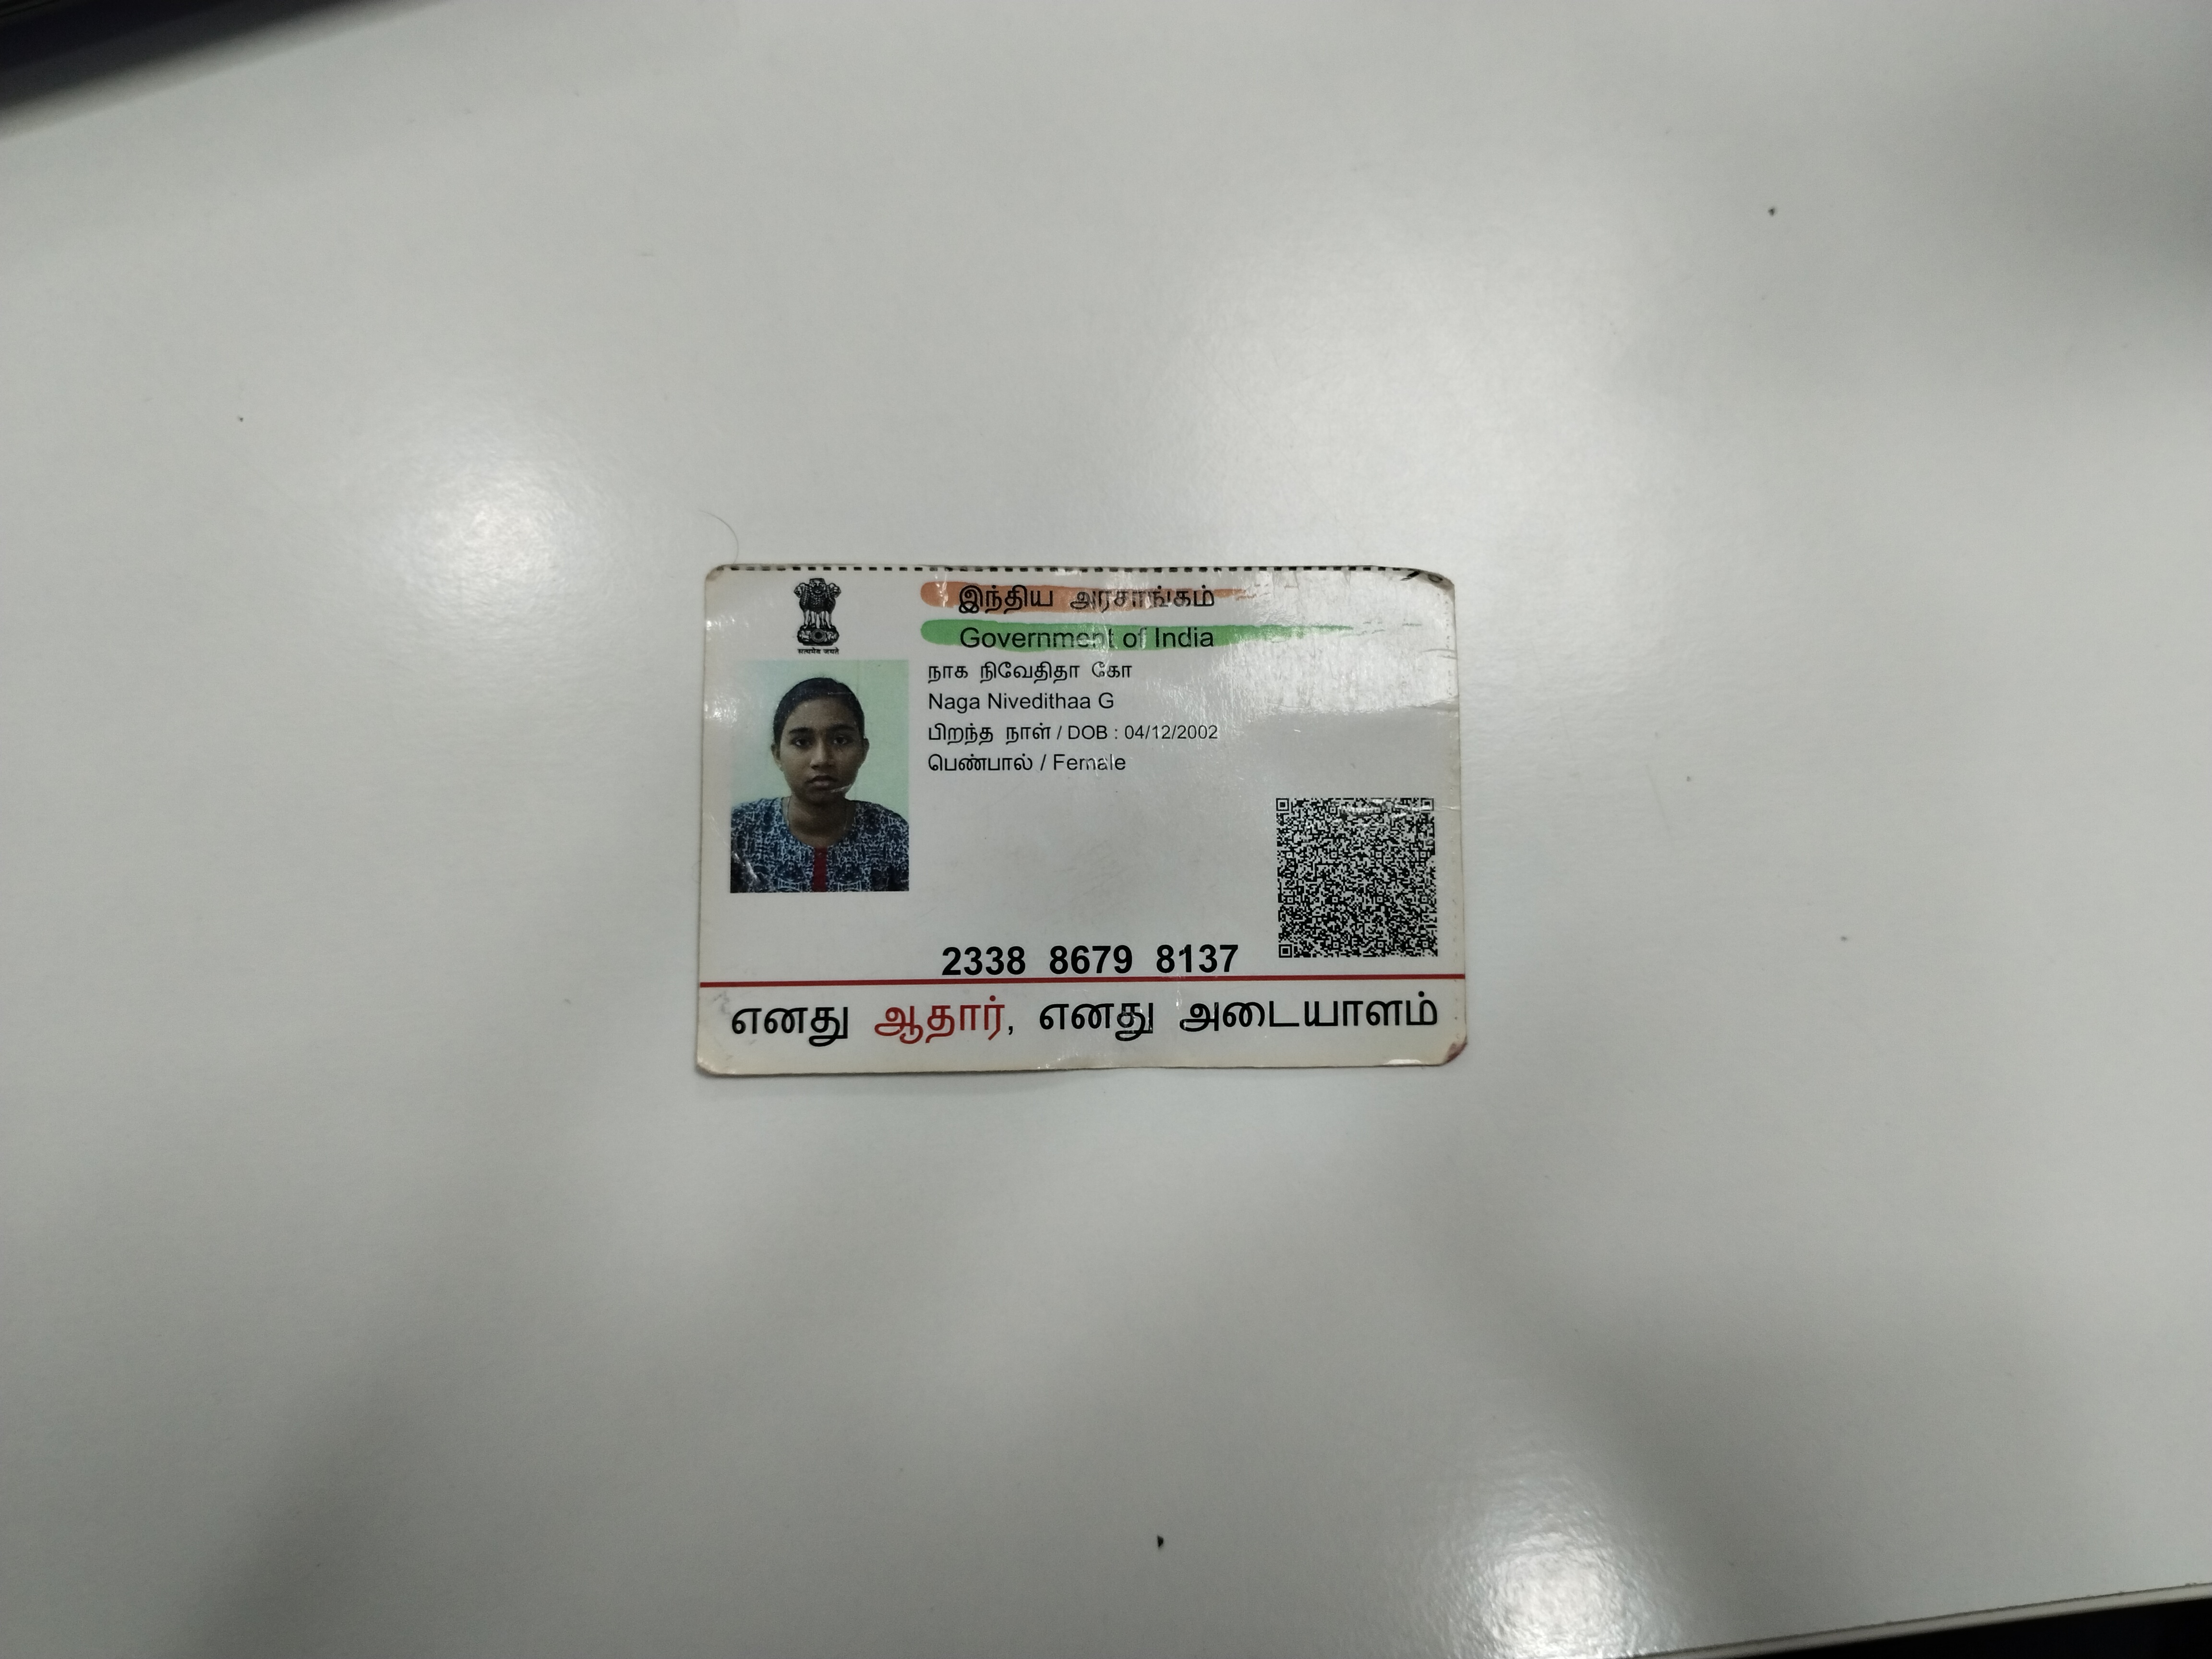 सत्यमेव जयते
இந்திய அரசாங்கம்
Government of India
நாக நிவேதிதா கோ
Naga Nivedithaa G
பிறந்த நாள் / DOB : 04/12/2002
பெண்பால் / Female
2338 8679 8137
எனது ஆதார், எனது அடையாளம்